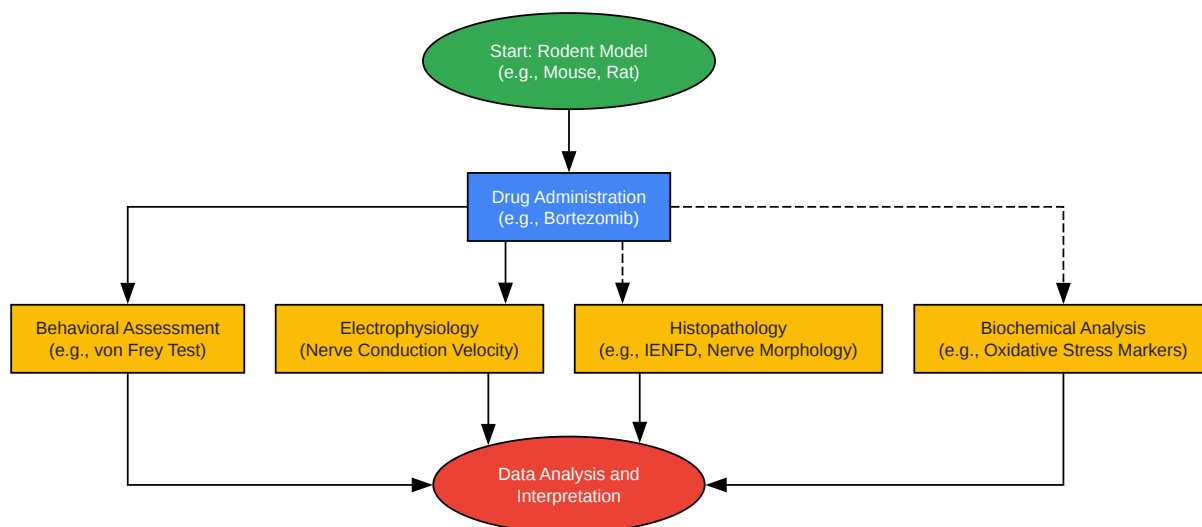 Start: Rodent Model
(e.g., Mouse, Rat)
Drug Administration
(e.g., Bortezomib)
Behavioral Assessment
(e.g., von Frey Test)
Electrophysiology
(Nerve Conduction Velocity)
Histopathology
(e.g., IENFD, Nerve Morphology)
Biochemical Analysis
(e.g., Oxidative Stress Markers)
Data Analysis and
Interpretation